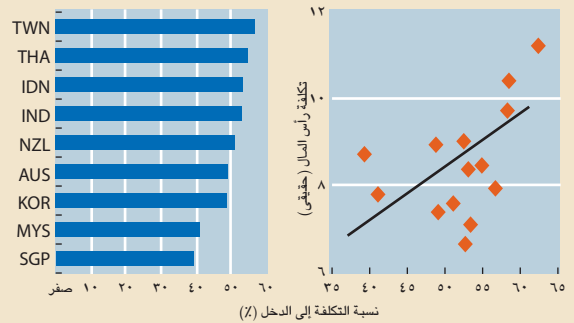 TWN
THA
IDN
IND
NZL
AUS
KOR
MYS
SGP
صفر ١٠ ٢٠ ٣٠ ٤٠ ٥٠ ٦٠
١٢
١٠
٨
٦
تكلفة رأس المال (حقيقى)
٣٥ ٤٠ ٤٥ ٥٠ ٥٥ ٦٠ ٦٥
نسبة التكلفة إلى الدخل (٪)